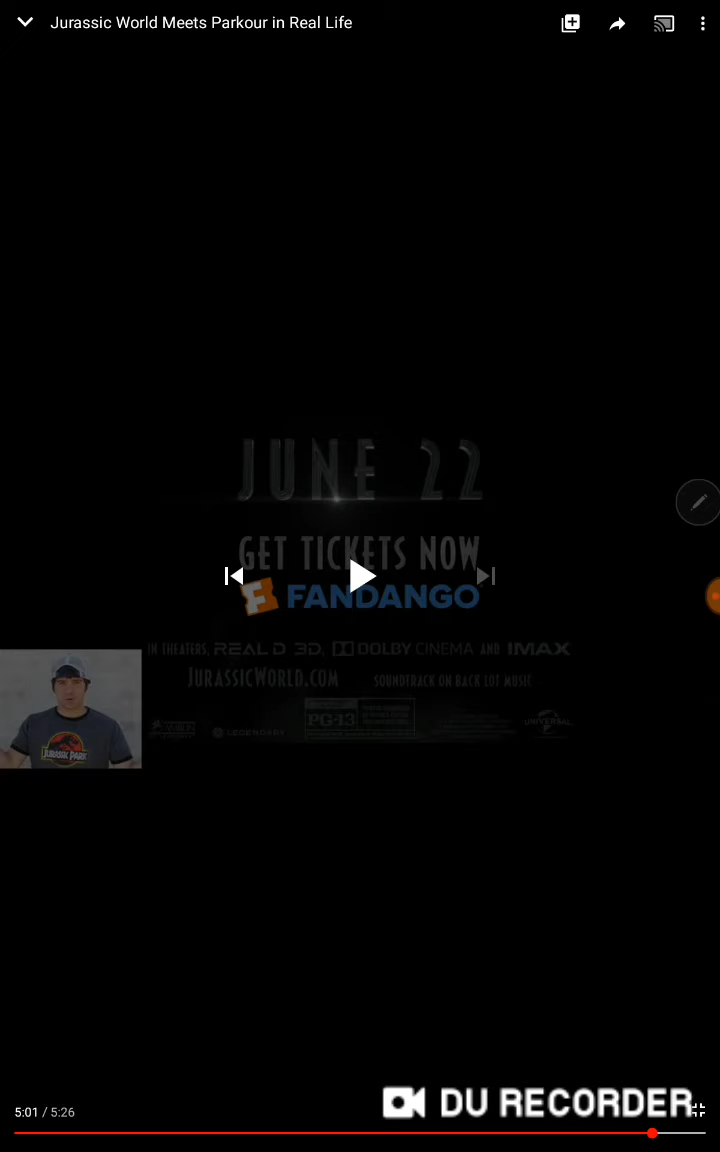 Jurassic World Meets Parkour in Real Life
JUNE 22
GET TICKETS NOW
FANDANGO
IN THEATERS, REAL D 3D, DOLBY CINEMA AND IMAX
JURASSICWORLD.COM SOUNDTRACK ON BACK LOT MUSIC
JURASSIC PARK
LEGENDARY PG-13 UNIVERSAL
5:01 / 5:26
DU RECORDER